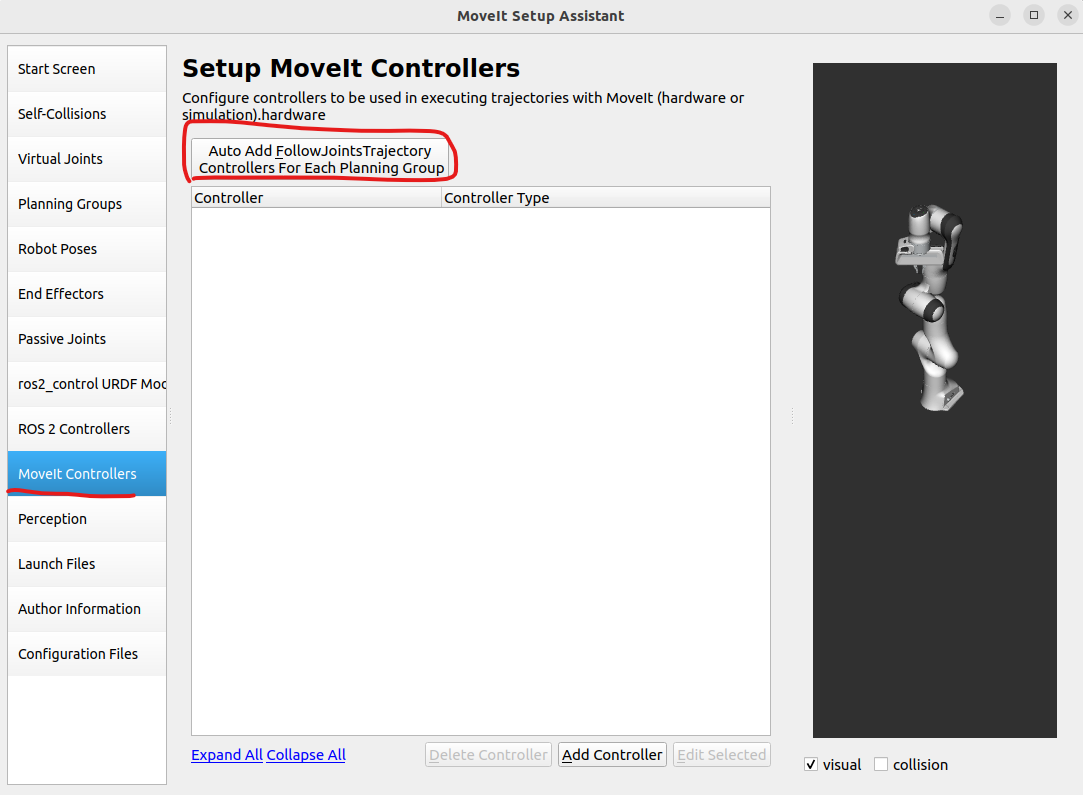 MoveIt Setup Assistant
Start Screen
Self-Collisions
Virtual Joints
Planning Groups
Robot Poses
End Effectors
Passive Joints
ros2_control URDF Moc
ROS 2 Controllers
MoveIt Controllers
Perception
Launch Files
Author Information
Configuration Files
Setup MoveIt Controllers
Configure controllers to be used in executing trajectories with MoveIt (hardware or
simulation).hardware
Auto Add FollowJointsTrajectory
Controllers For Each Planning Group
Controller Controller Type
Expand All Collapse All Delete Controller Add Controller Edit Selected
visual collision